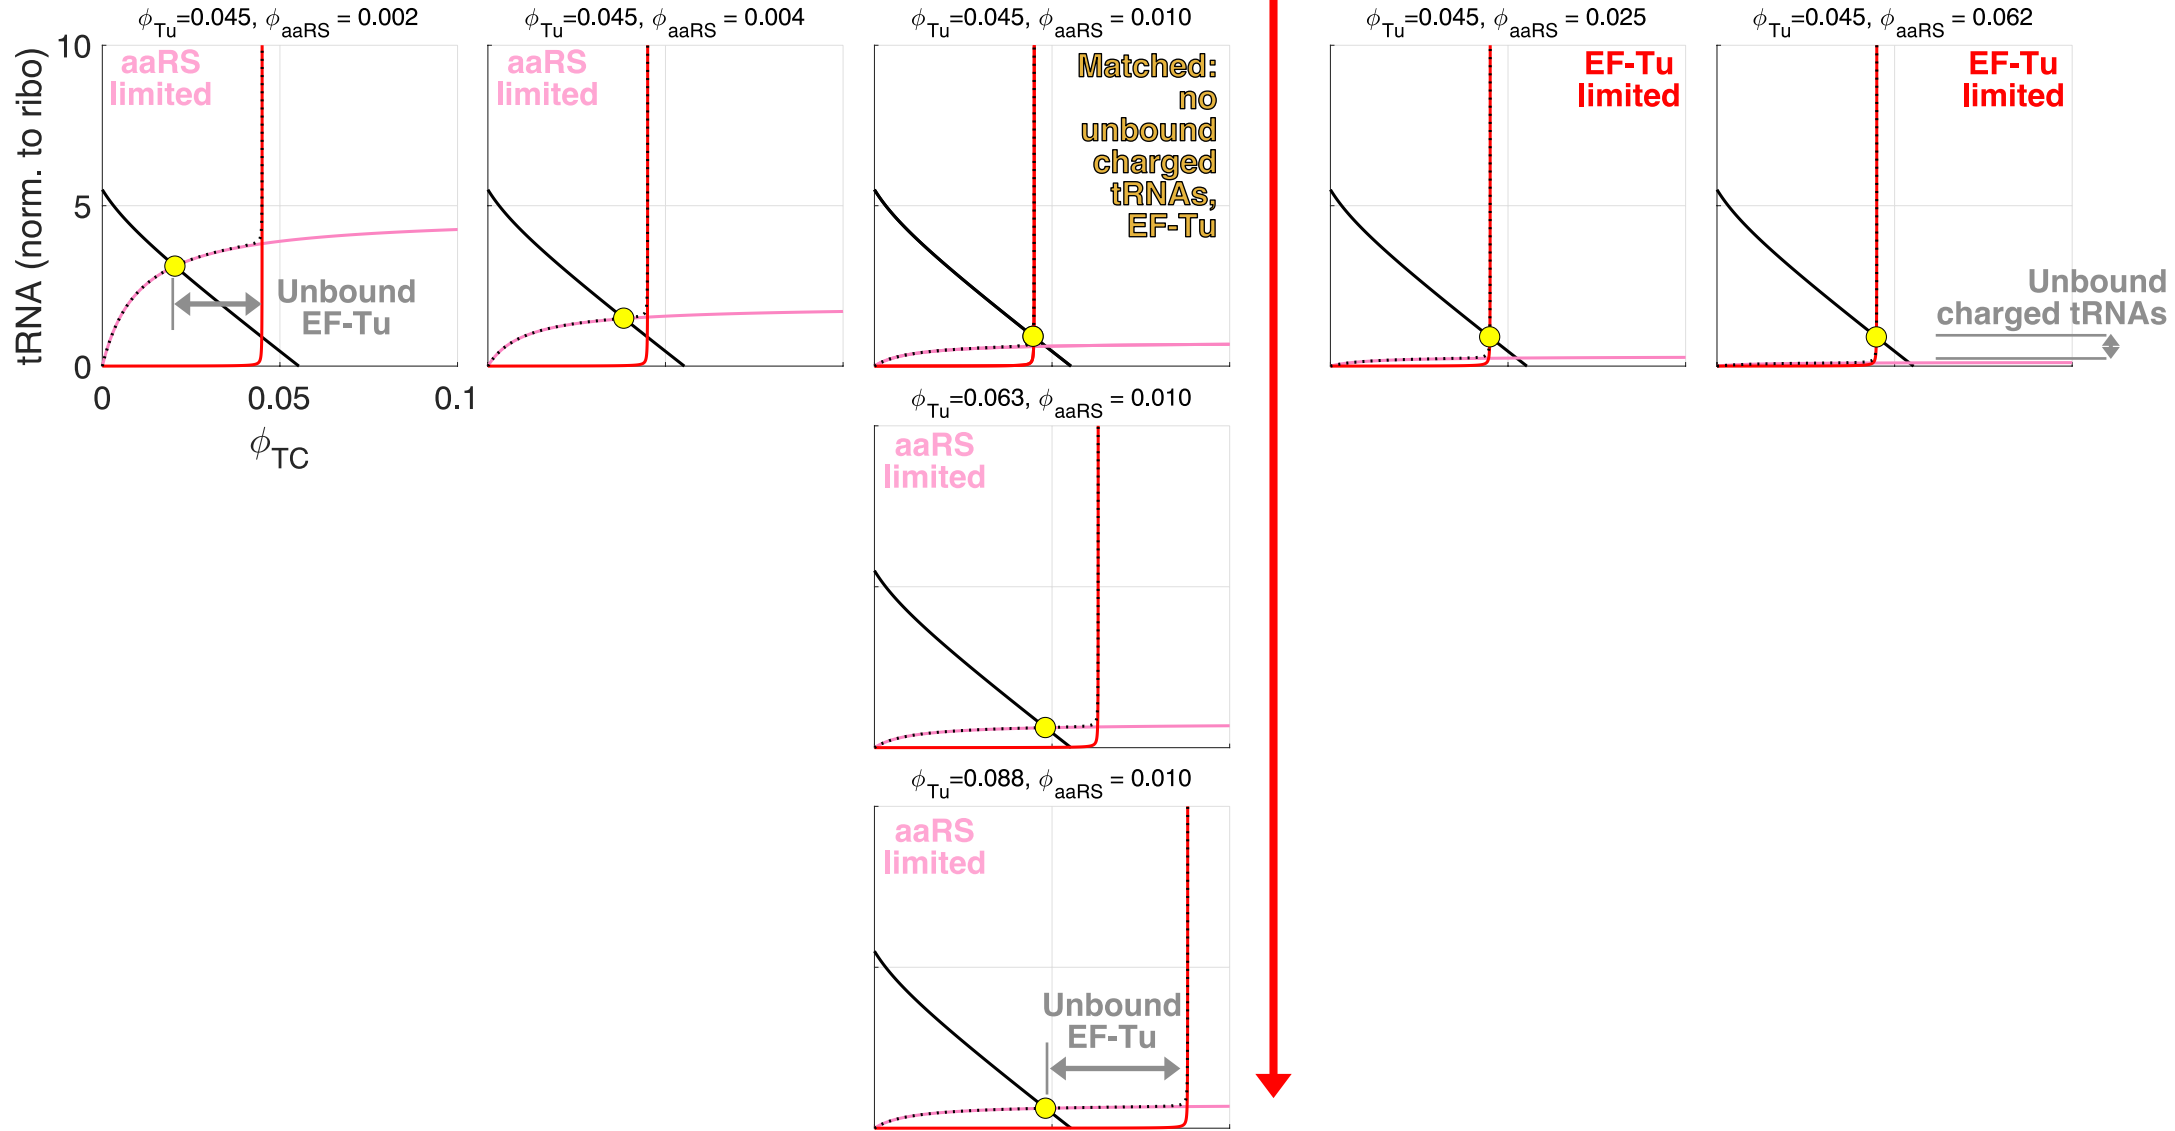 ϕTu=0.045, ϕaaRS = 0.002
ϕTu=0.045, ϕaaRS = 0.004
ϕTu=0.045, ϕaaRS = 0.010
ϕTu=0.045, ϕaaRS = 0.025
ϕTu=0.045, ϕaaRS = 0.062
tRNA (norm. to ribo)
10
5
0
0
0.05
0.1
ϕTC
aaRS
limited
Unbound
EF-Tu
aaRS
limited
Matched:
no
unbound
charged
tRNAs,
EF-Tu
EF-Tu
limited
EF-Tu
limited
Unbound
charged tRNAs
ϕTu=0.063, ϕaaRS = 0.010
aaRS
limited
ϕTu=0.088, ϕaaRS = 0.010
aaRS
limited
Unbound
EF-Tu